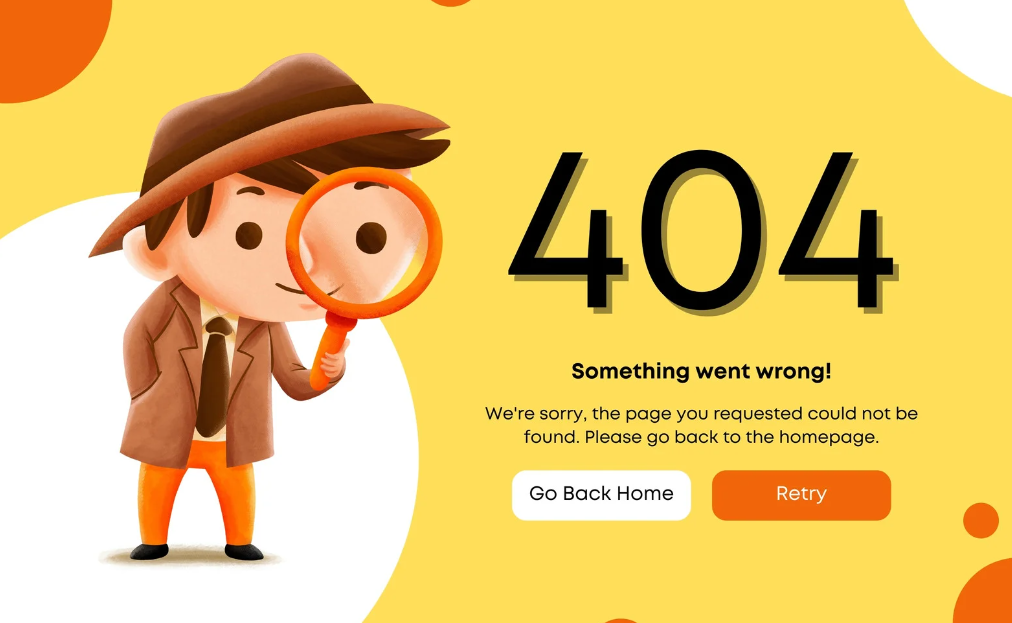 404
Something went wrong!
We're sorry, the page you requested could not be
found. Please go back to the homepage.
Go Back Home
Retry